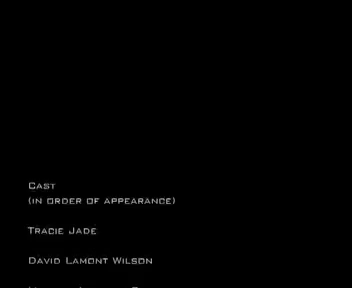 Cast
(in order of appearance)
Tracie Jade
David Lamont Wilson